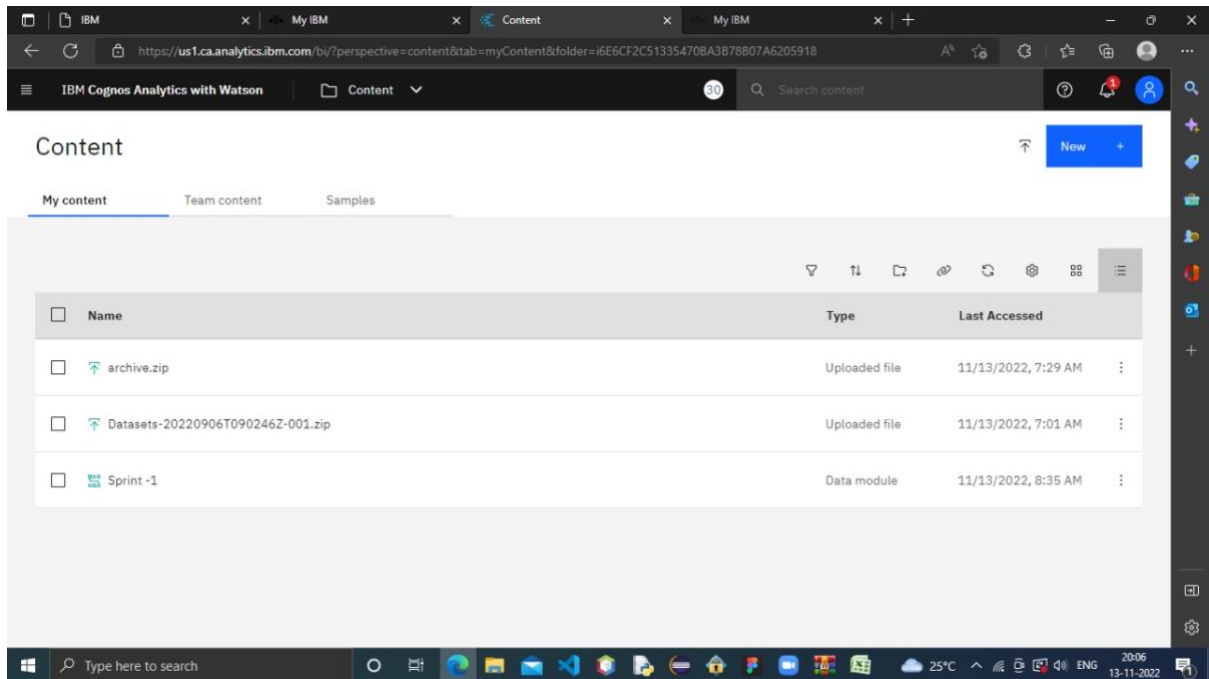 IBM My IBM Content My IBM
https://us1.ca.analytics.ibm.com/bi/?perspective=content&tab=myContent&folder=i6E6CF2C51335470BA3B78B07A6205918
IBM Cognos Analytics with Watson Content 30 Search content 1
Content New +
My content Team content Samples
Name Type Last Accessed
archive.zip Uploaded file 11/13/2022, 7:29 AM
Datasets-20220906T090246Z-001.zip Uploaded file 11/13/2022, 7:01 AM
Sprint -1 Data module 11/13/2022, 8:35 AM
Type here to search 25°C ENG 20:06
13-11-2022